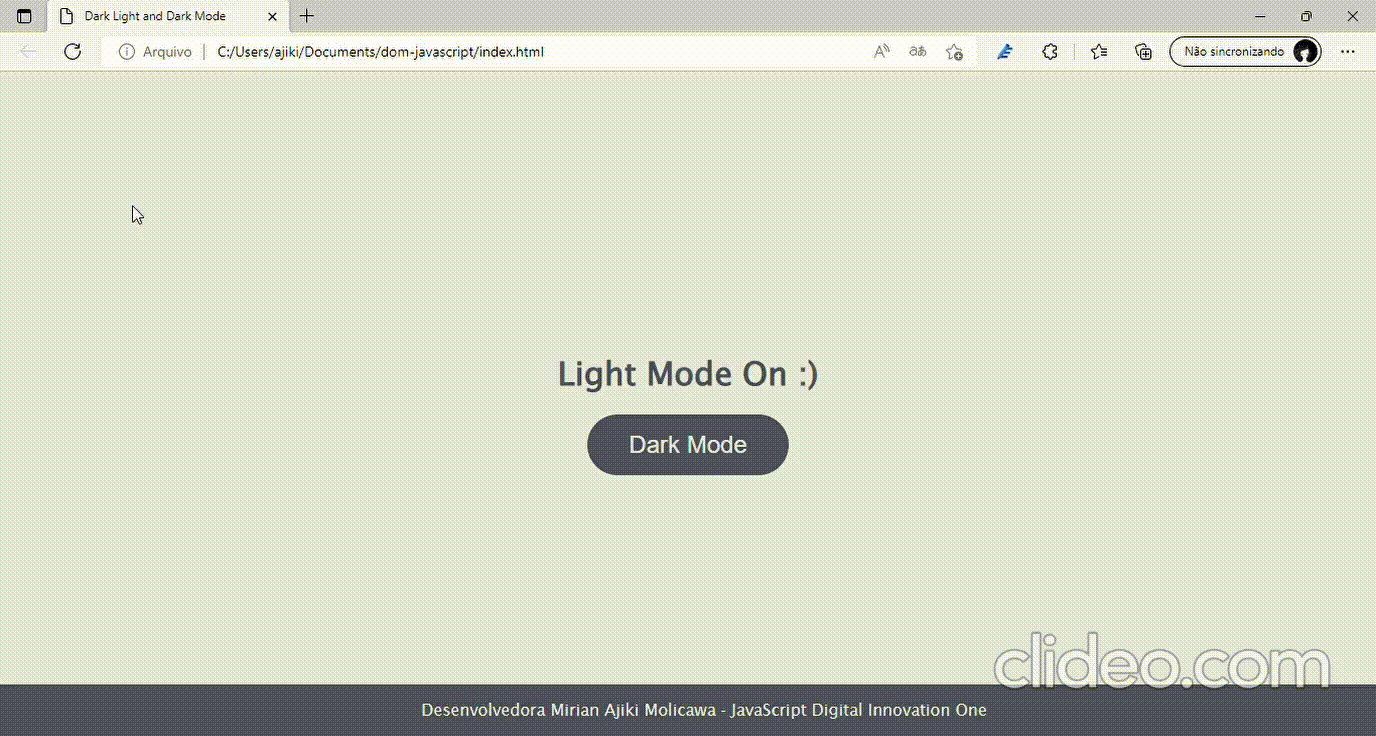 Dark Light and Dark Mode
Arquivo | C:/Users/ajiki/Documents/dom-javascript/index.html
Não sincronizando
Light Mode On :)
Dark Mode
clideo.com
Desenvolvedora Mirian Ajiki Molicawa - JavaScript Digital Innovation One